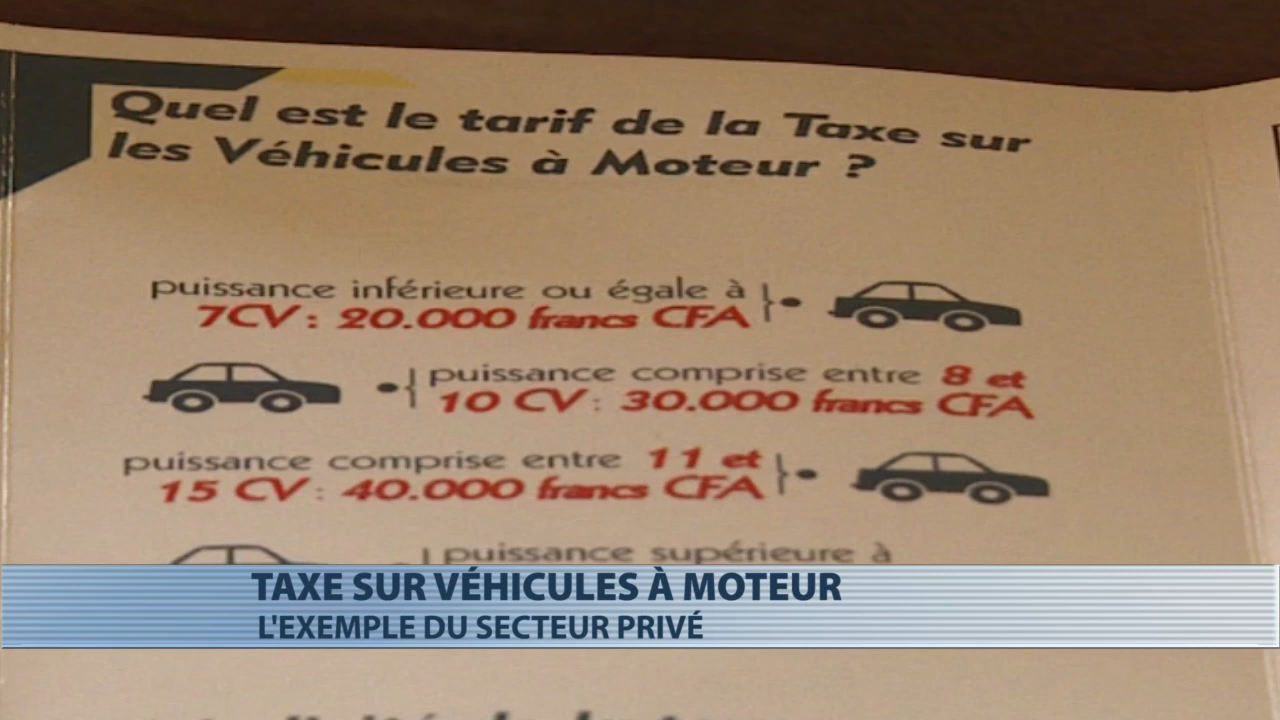 Quel est le tarif de la Taxe sur
les Véhicules à Moteur ?
puissance inférieure ou égale à
7CV : 20.000 francs CFA
puissance comprise entre 8 et
10 CV : 30.000 francs CFA
puissance comprise entre 11 et
15 CV : 40.000 francs CFA
puissance supérieure à
TAXE SUR VÉHICULES À MOTEUR
L'EXEMPLE DU SECTEUR PRIVÉ